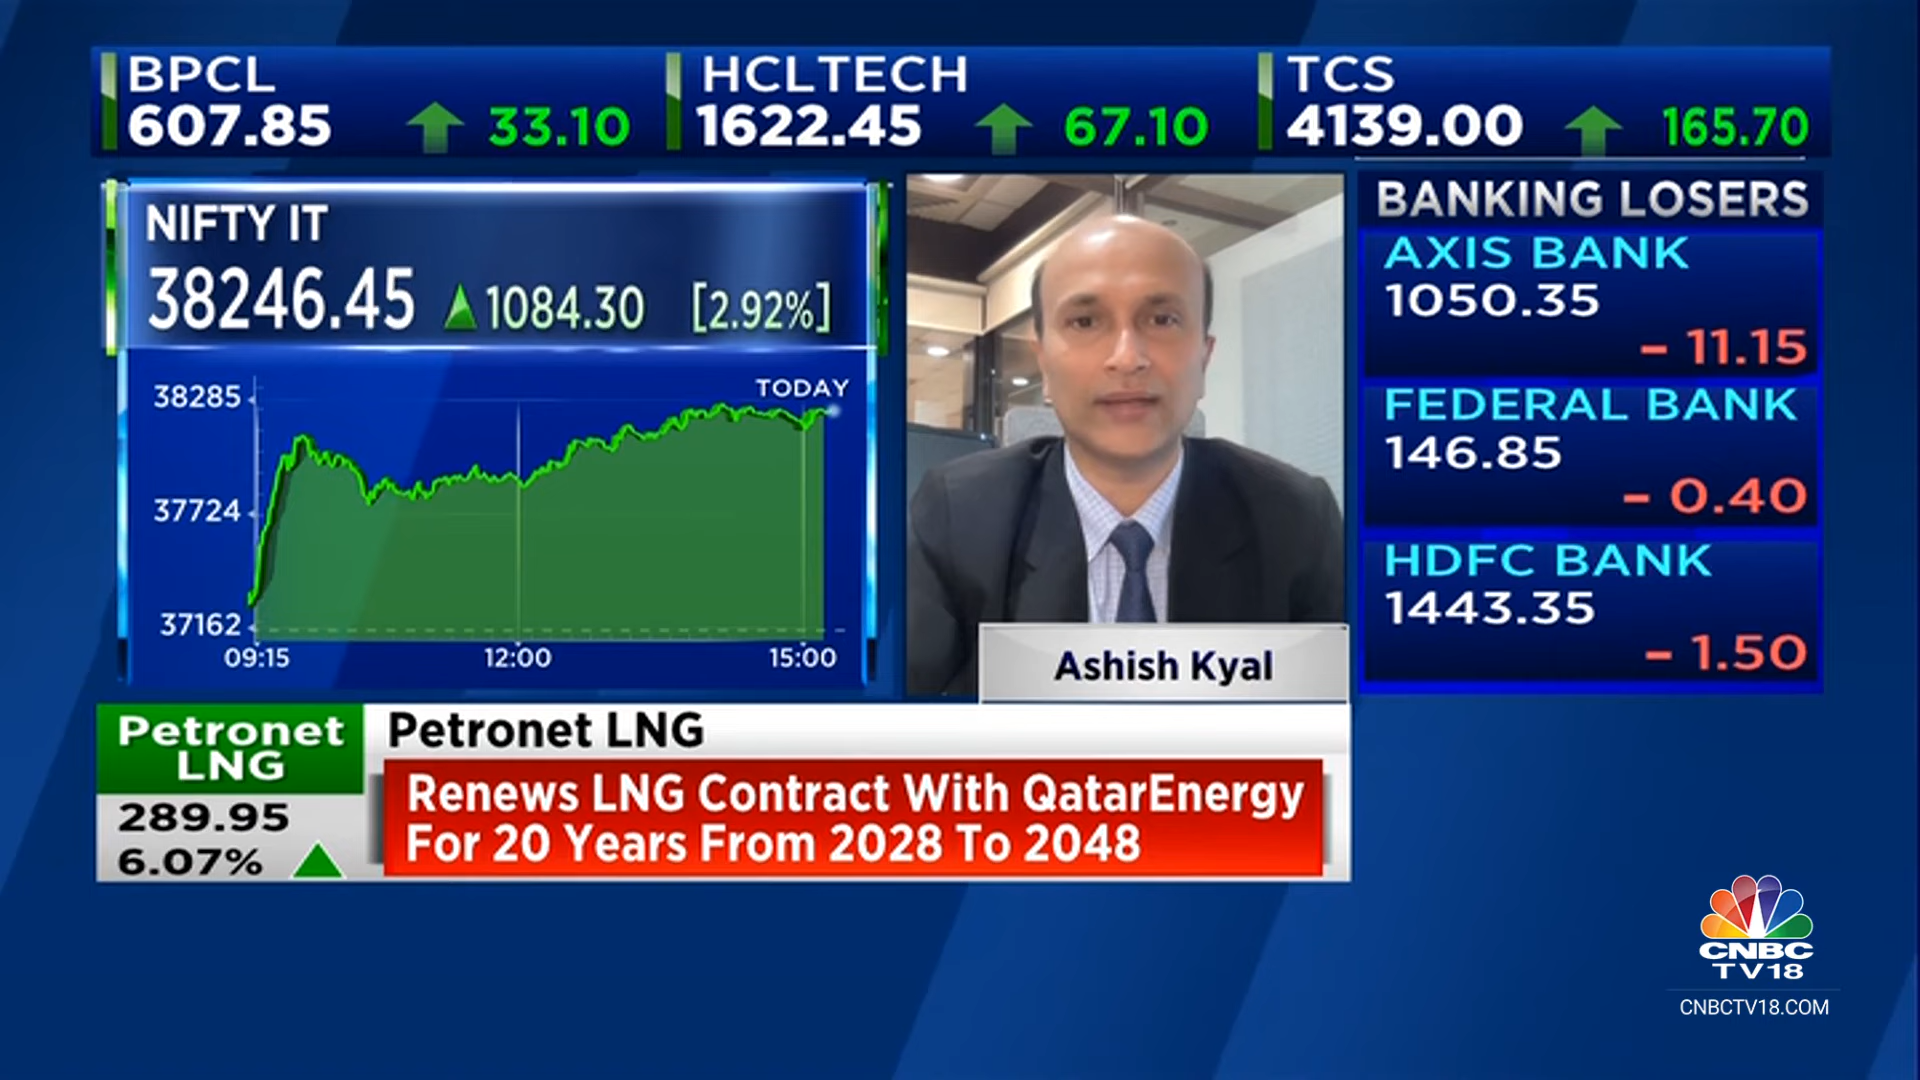 BPCL
607.85 33.10
HCLTECH
1622.45 67.10
TCS
4139.00 165.70
NIFTY IT
38246.45 1084.30 [2.92%]
TODAY
38285
37724
37162
09:15 12:00 15:00
Ashish Kyal
BANKING LOSERS
AXIS BANK
1050.35
- 11.15
FEDERAL BANK
146.85
- 0.40
HDFC BANK
1443.35
- 1.50
Petronet
LNG
289.95
6.07%
Petronet LNG
Renews LNG Contract With QatarEnergy
For 20 Years From 2028 To 2048
CNBC
TV18
CNBCTV18.COM